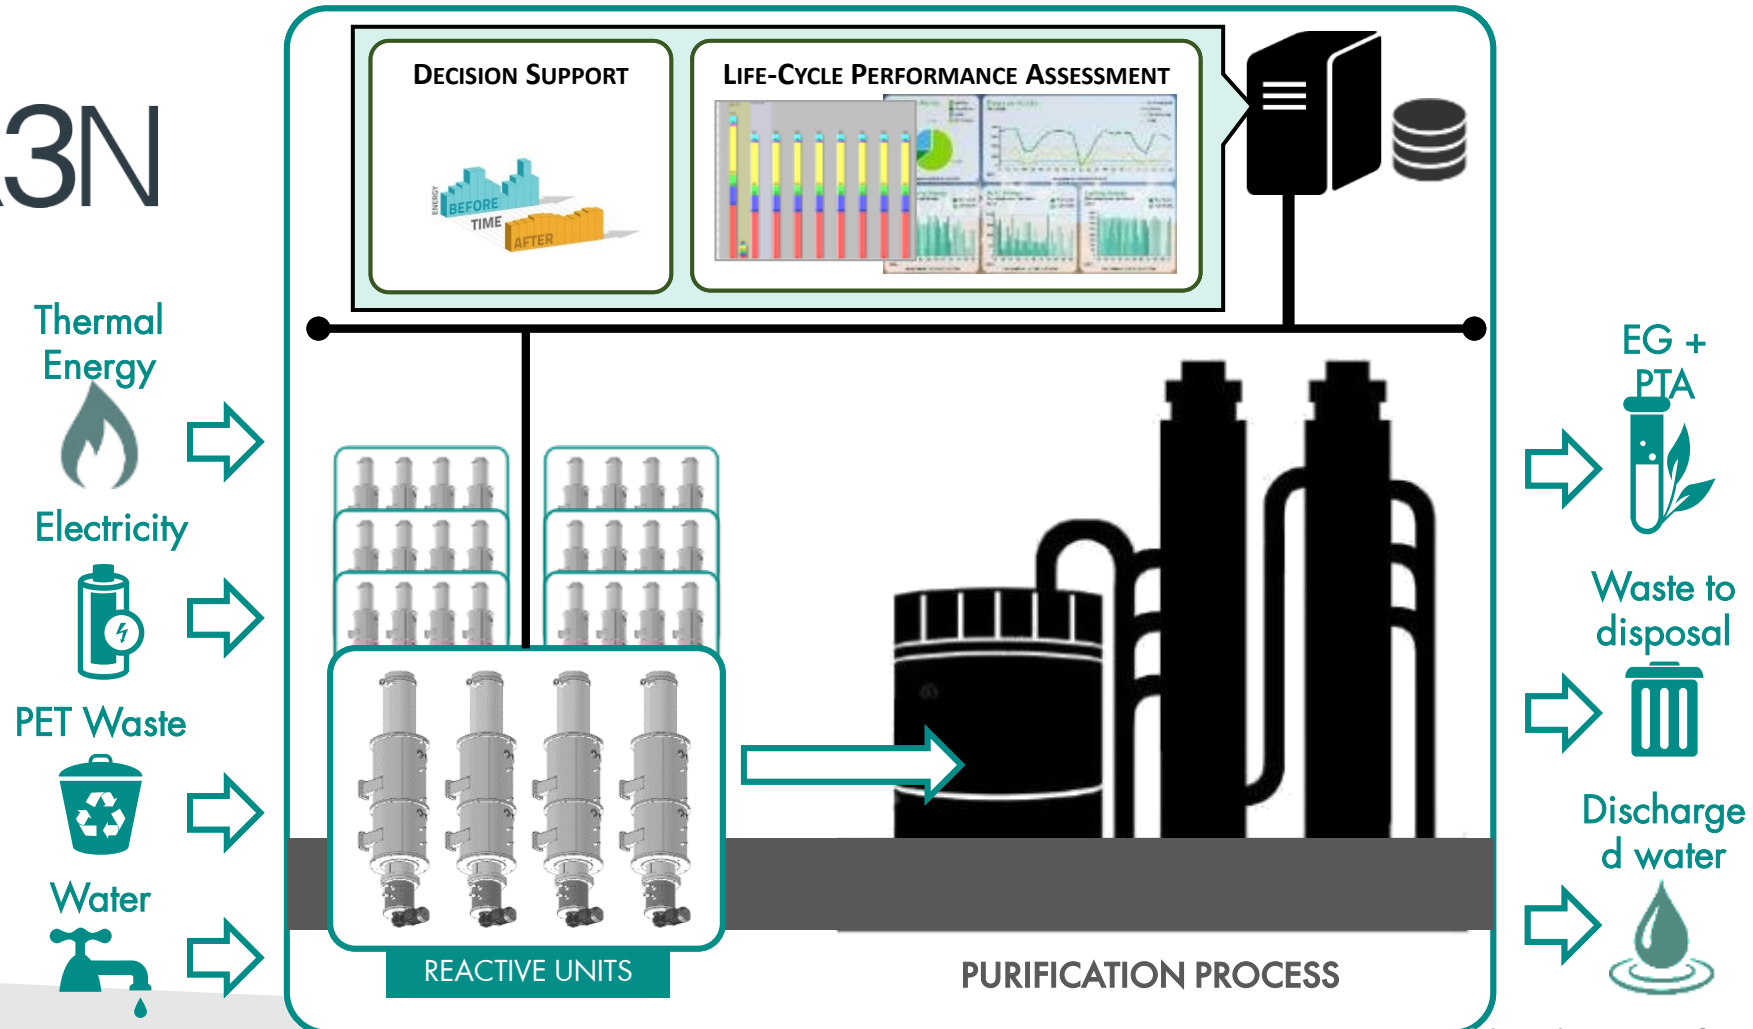 3N
DECISION SUPPORT
LIFE-CYCLE PERFORMANCE ASSESSMENT
ENERGY
BEFORE
TIME
AFTER
Thermal
Energy
Electricity
PET Waste
Water
REACTIVE UNITS
PURIFICATION PROCESS
EG +
PTA
Waste to
disposal
Discharge
d water